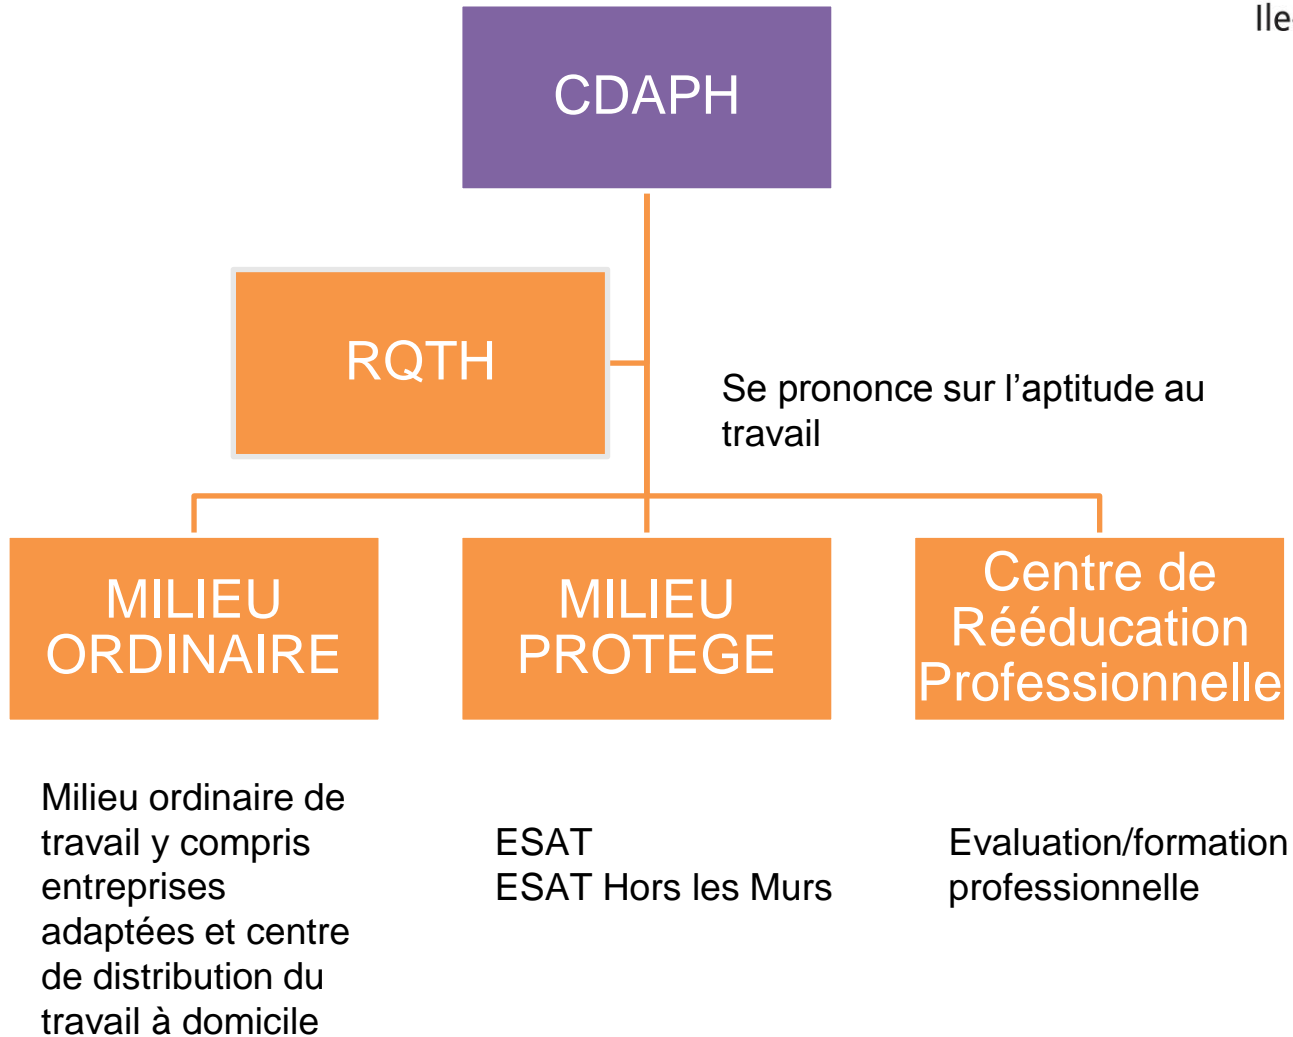 Ile
CDAPH
RQTH
Se prononce sur l’aptitude au
travail
MILIEU
ORDINAIRE
MILIEU
PROTEGE
Centre de
Rééducation
Professionnelle
Milieu ordinaire de
travail y compris
entreprises
adaptées et centre
de distribution du
travail à domicile
ESAT
ESAT Hors les Murs
Evaluation/formation
professionnelle